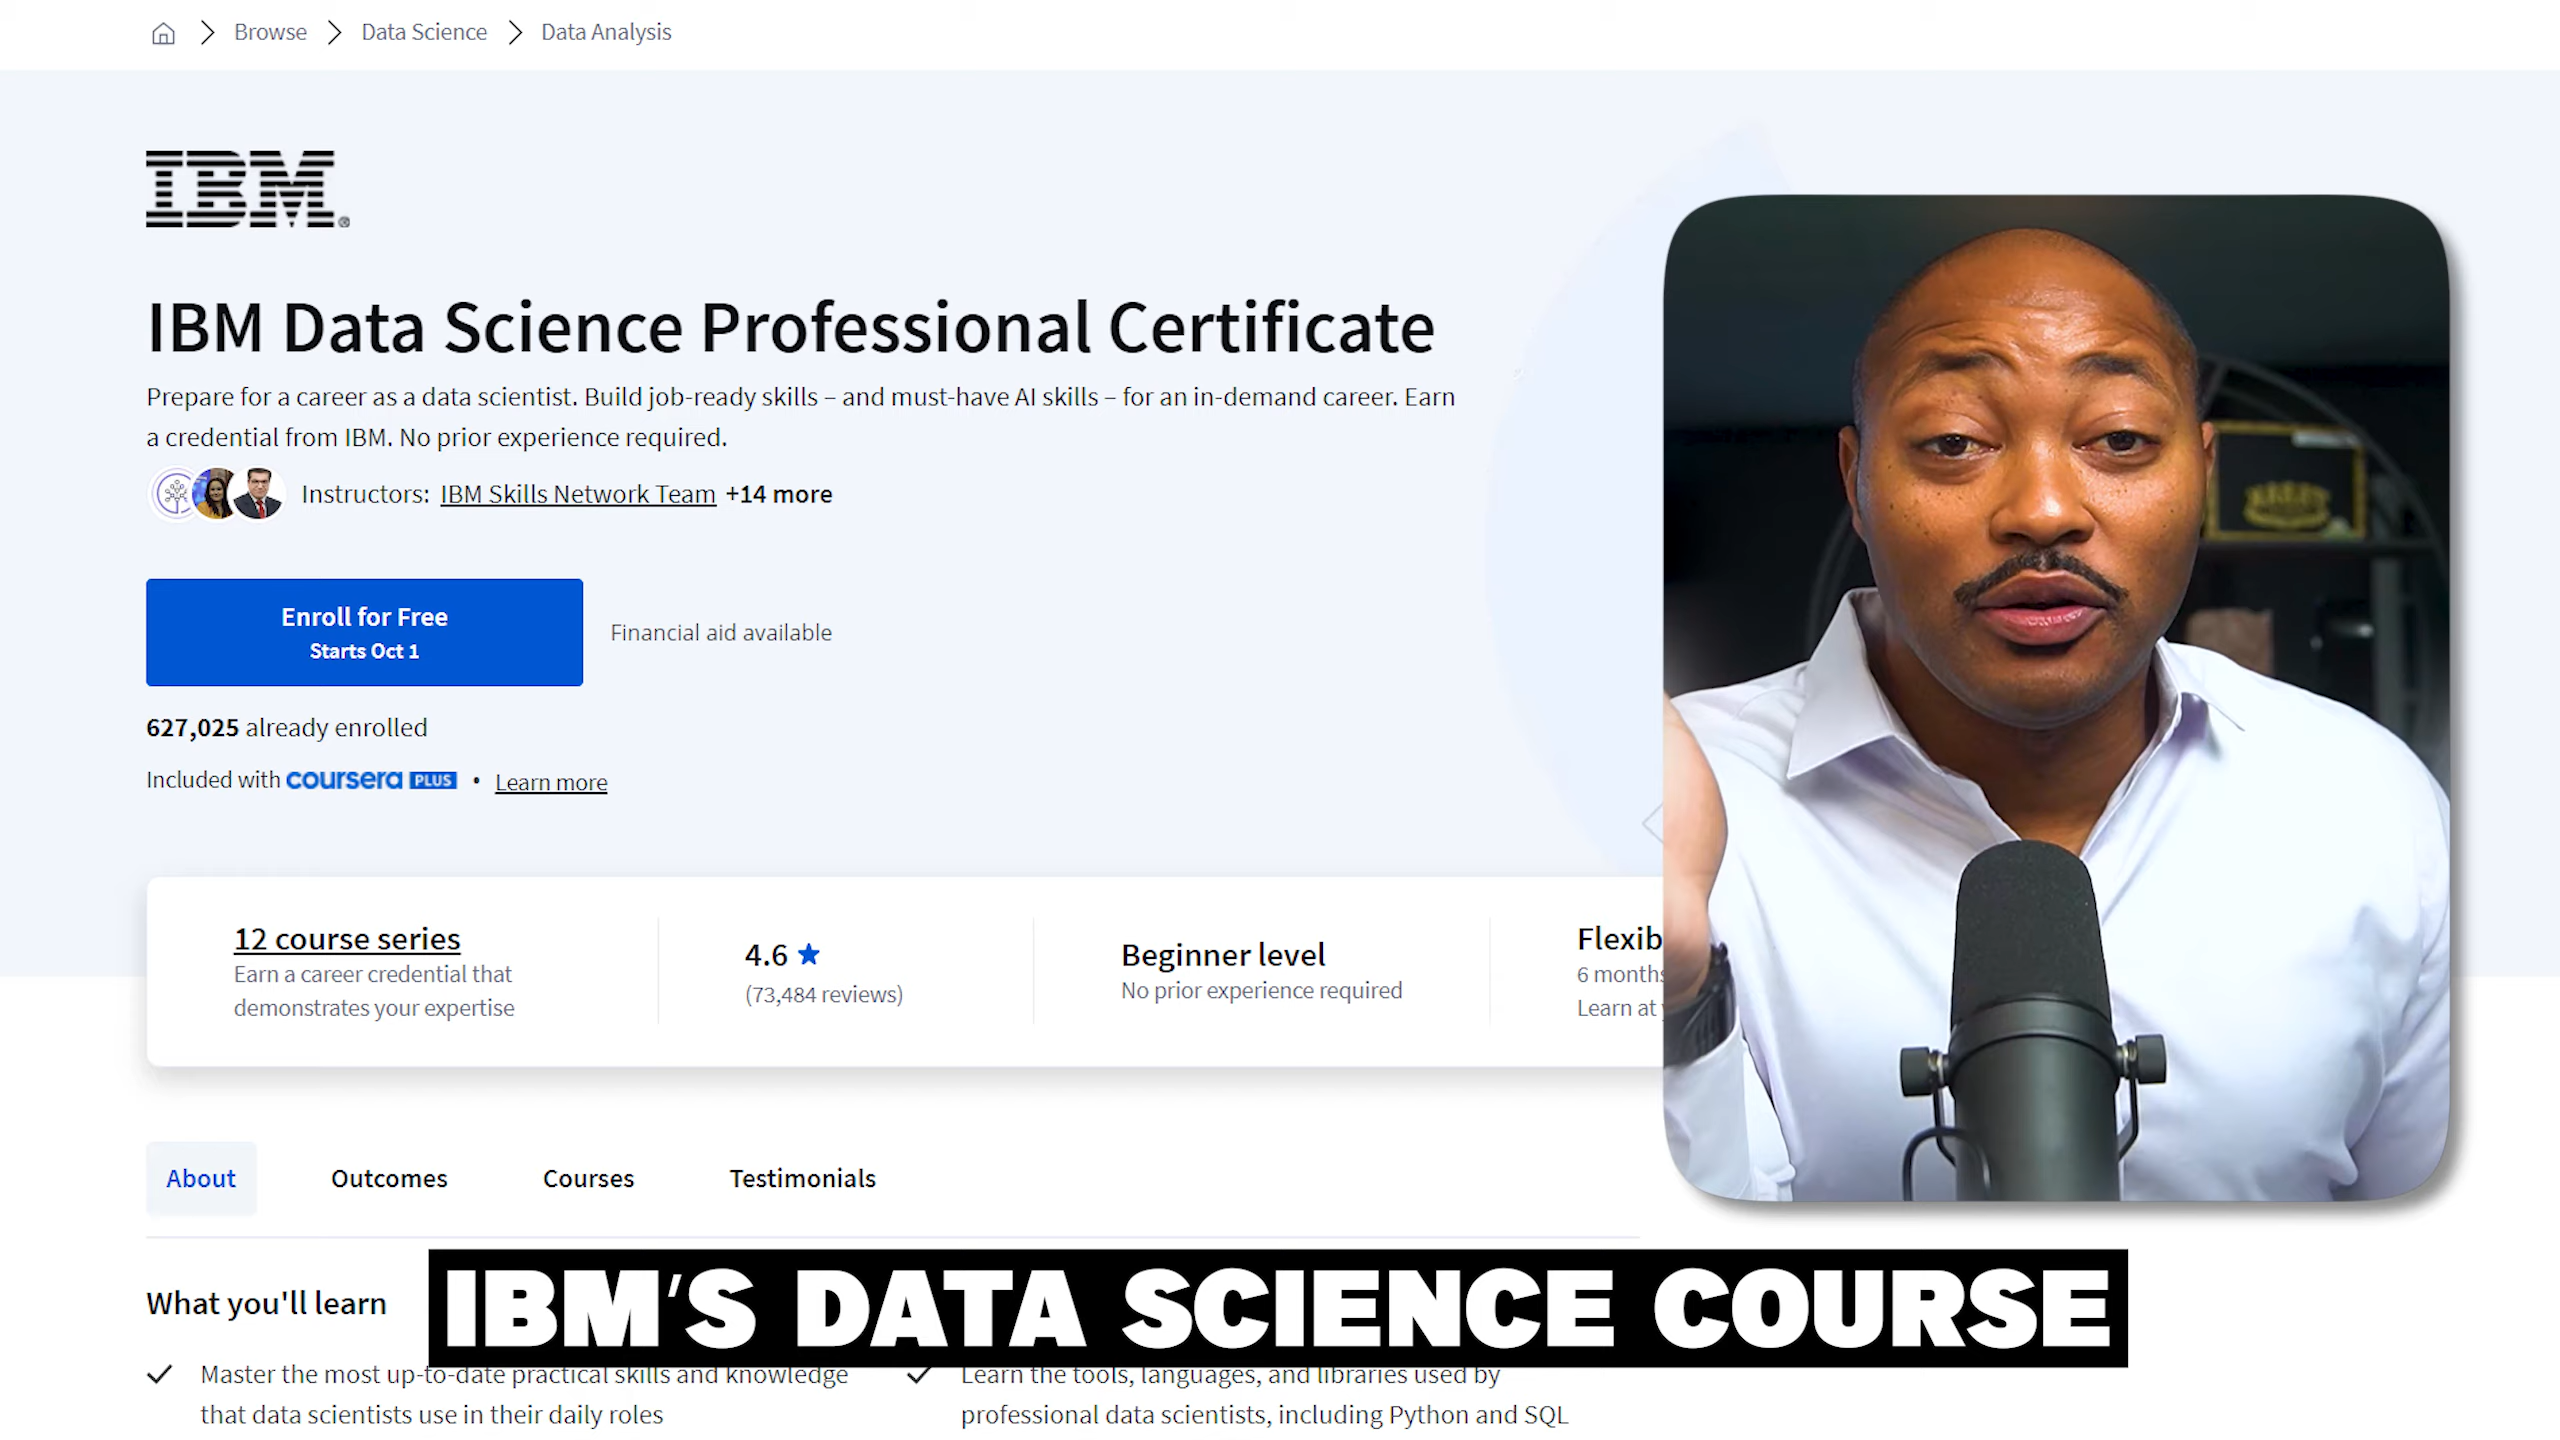 Browse > Data Science > Data Analysis
IBM®
IBM Data Science Professional Certificate
Prepare for a career as a data scientist. Build job-ready skills – and must-have AI skills – for an in-demand career. Earn
a credential from IBM. No prior experience required.
Instructors: IBM Skills Network Team +14 more
Enroll for Free
Starts Oct 1
Financial aid available
627,025 already enrolled
Included with coursera PLUS • Learn more
12 course series
Earn a career credential that
demonstrates your expertise
4.6 ★
(73,484 reviews)
Beginner level
No prior experience required
Flexib
6 months
Learn at
About
Outcomes
Courses
Testimonials
What you'll learn
IBM'S DATA SCIENCE COURSE
Master the most up-to-date practical skills and knowledge
that data scientists use in their daily roles
Learn the tools, languages, and libraries used by
professional data scientists, including Python and SQL